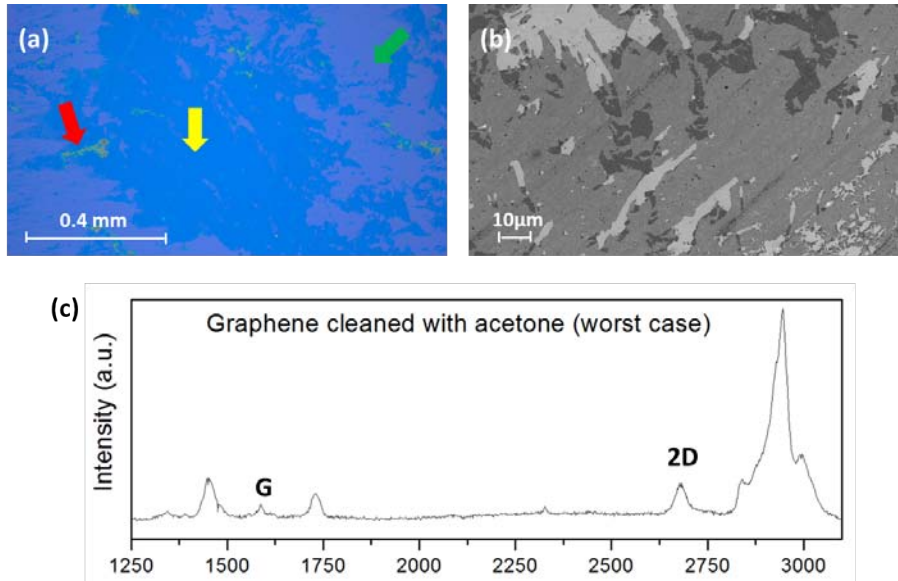 (a)
0.4 mm
(b)
10µm
(c)
Graphene cleaned with acetone (worst case)
Intensity (a.u.)
G
2D
1250 1500 1750 2000 2250 2500 2750 3000